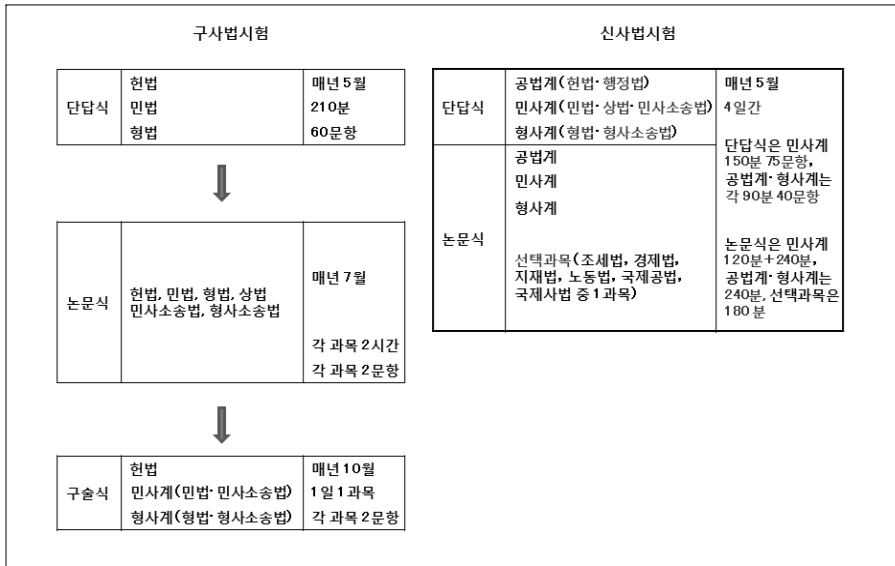 구사법시험
단답식
헌법
민법
형법
매년 5월
210분
60문항
논문식
헌법, 민법, 형법, 상법
민사소송법, 형사소송법
매년 7월
각 과목 2시간
각 과목 2문항
구술식
헌법
민사계(민법·민사소송법)
형사계(형법·형사소송법)
매년 10월
1일 1과목
각 과목 2문항
신사법시험
단답식
공법계(헌법·행정법)
민사계(민법·상법·민사소송법)
형사계(형법·형사소송법)
논문식
공법계
민사계
형사계
선택과목(조세법, 경제법,
지재법, 노동법, 국제공법,
국제사법 중 1과목)
매년 5월
4일간
단답식은 민사계
150분 75문항,
공법계·형사계는
각 90분 40문항
논문식은 민사계
120분+240분,
공법계·형사계는
240분, 선택과목은
180 분